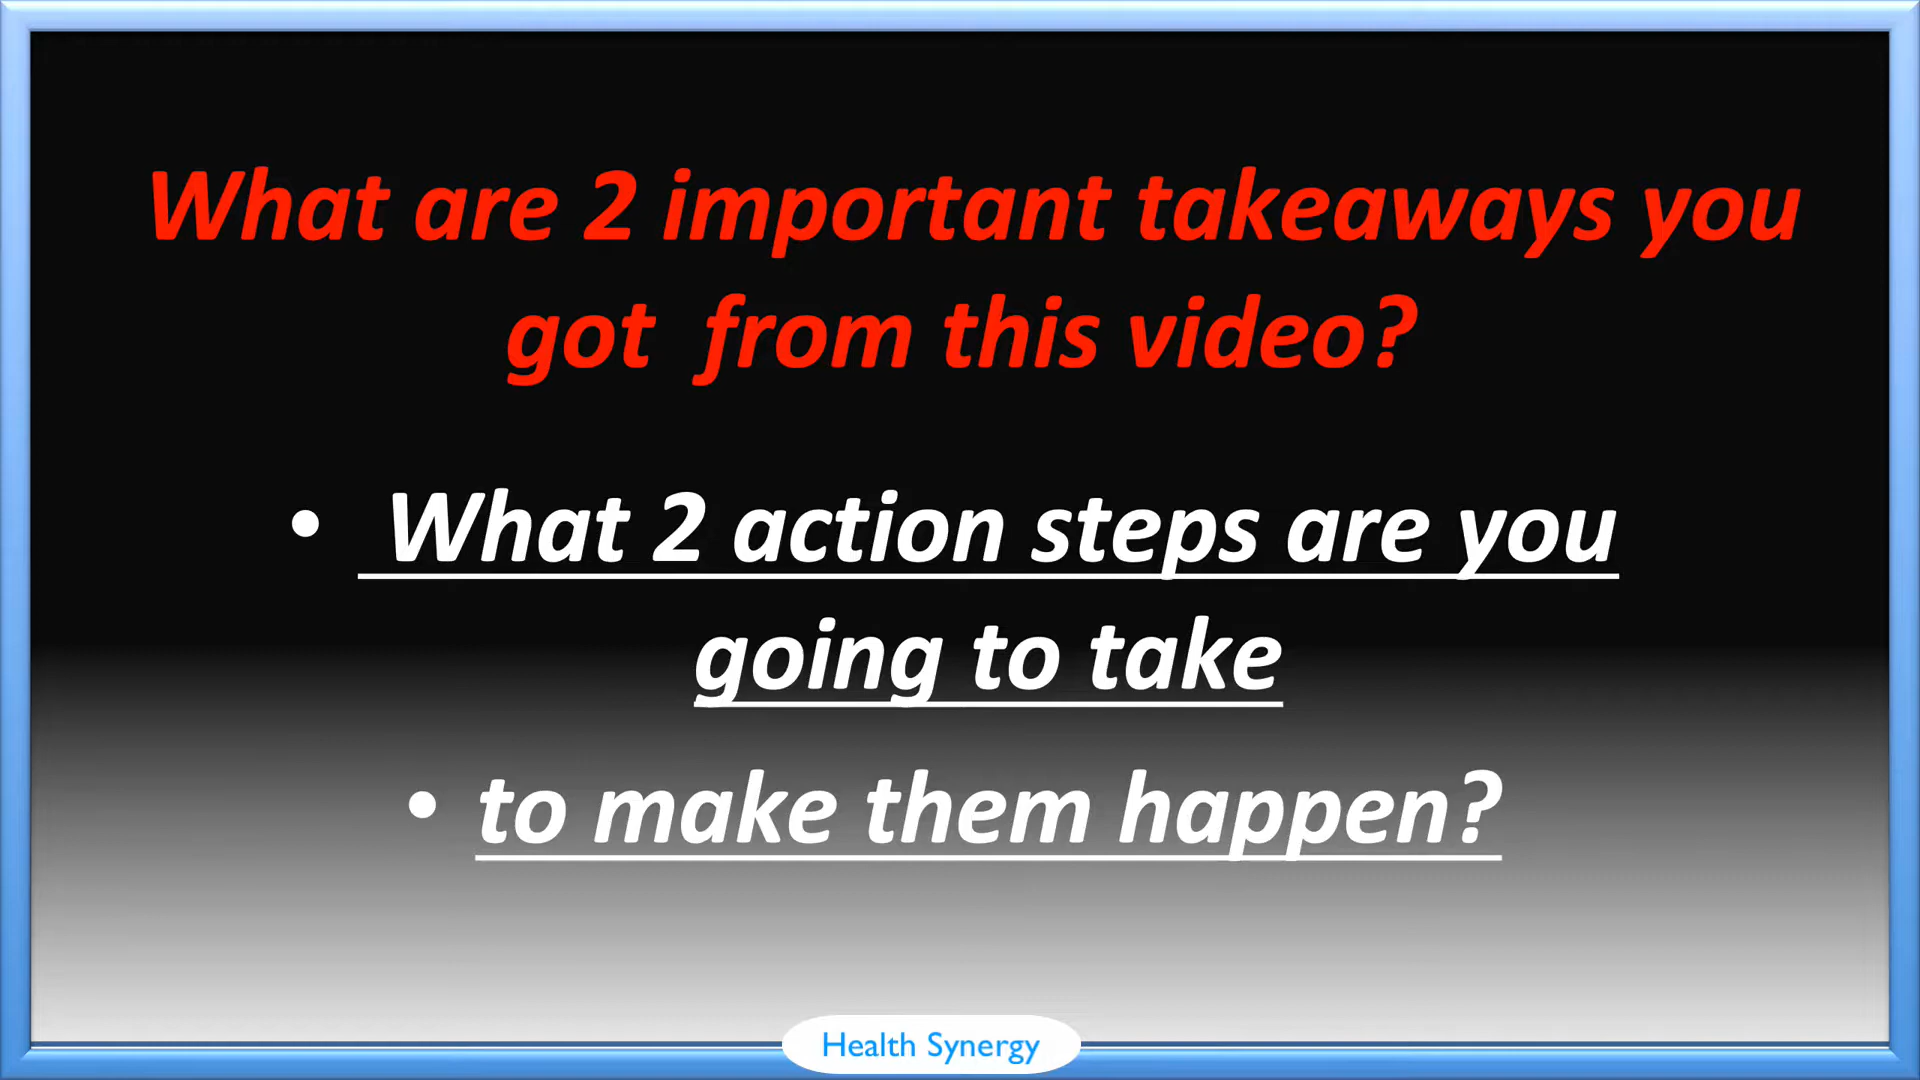 What are 2 important takeaways you
got from this video?
• What 2 action steps are you
going to take
• to make them happen?
Health Synergy